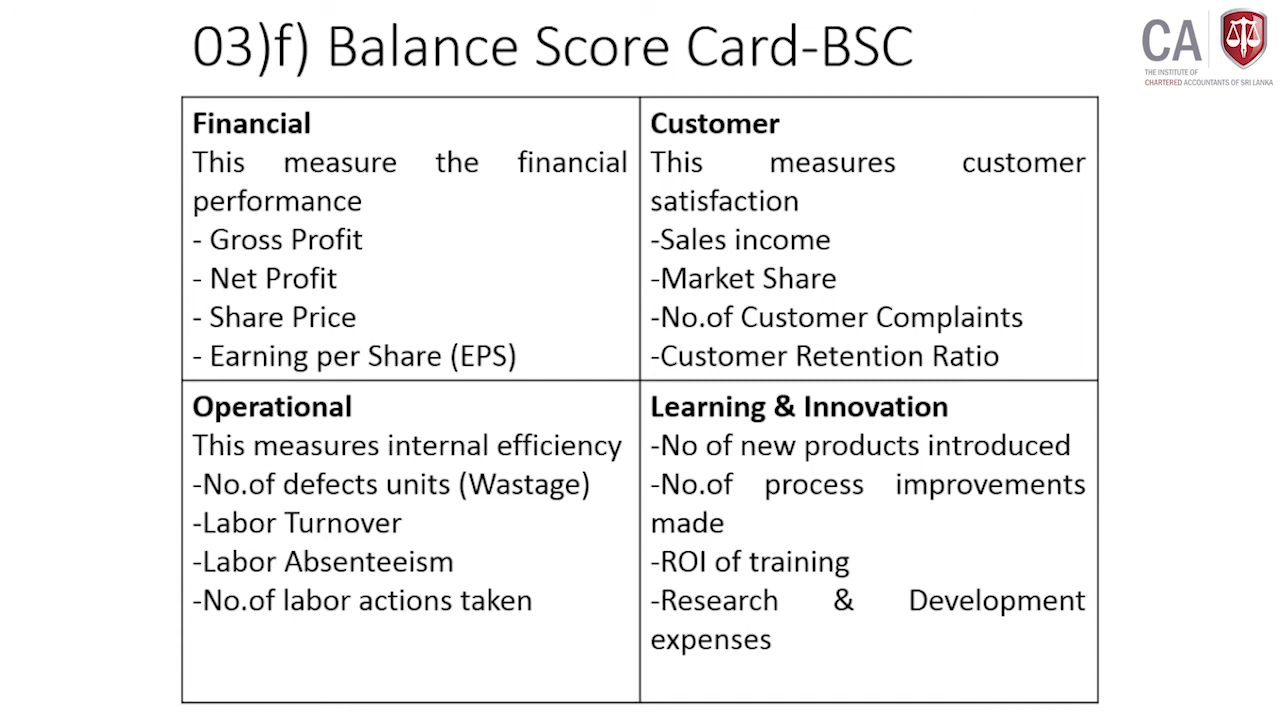 03)f) Balance Score Card-BSC
CA
THE INSTITUTE OF
CHARTERED ACCOUNTANTS OF SRI LANKA
Financial
This measure the financial
performance
- Gross Profit
- Net Profit
- Share Price
- Earning per Share (EPS)
Customer
This measures customer
satisfaction
-Sales income
-Market Share
-No.of Customer Complaints
-Customer Retention Ratio
Operational
This measures internal efficiency
-No.of defects units (Wastage)
-Labor Turnover
-Labor Absenteeism
-No.of labor actions taken
Learning & Innovation
-No of new products introduced
-No.of process improvements
made
-ROI of training
-Research & Development
expenses